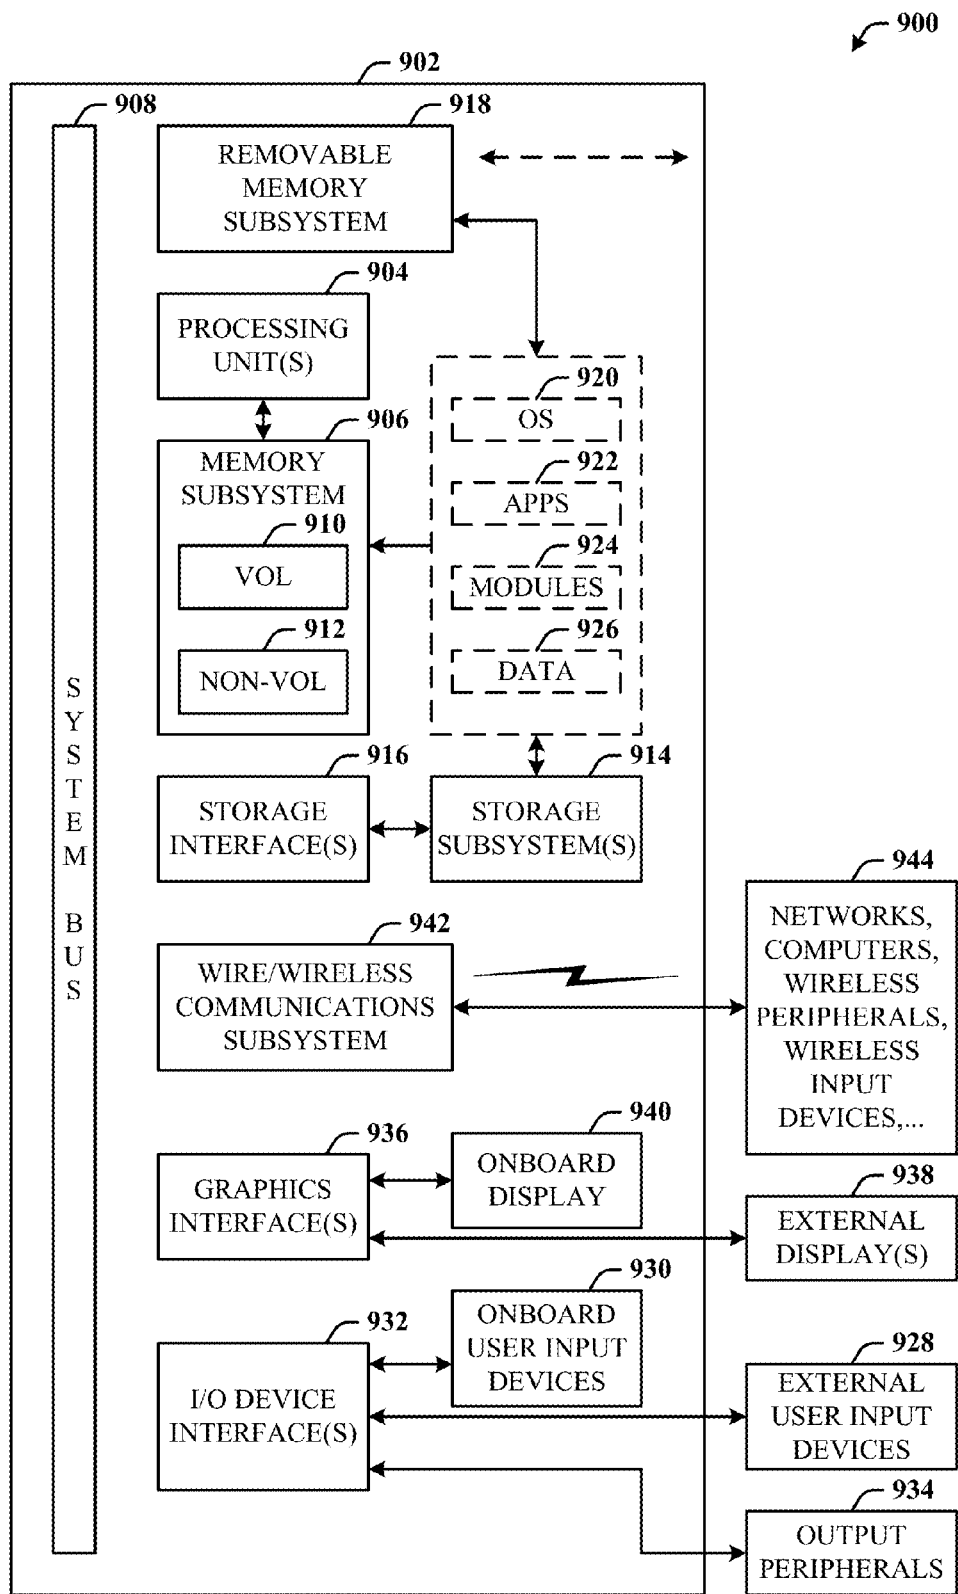 900
902
908
918
REMOVABLE
MEMORY
SUBSYSTEM
904
PROCESSING
UNIT(S)
906
MEMORY
SUBSYSTEM
910
VOL
912
NON-VOL
920
OS
922
APPS
924
MODULES
926
DATA
SYSTEM BUS
916
STORAGE
INTERFACE(S)
914
STORAGE
SUBSYSTEM(S)
942
WIRE/WIRELESS
COMMUNICATIONS
SUBSYSTEM
944
NETWORKS,
COMPUTERS,
WIRELESS
PERIPHERALS,
WIRELESS
INPUT
DEVICES,...
936
GRAPHICS
INTERFACE(S)
940
ONBOARD
DISPLAY
938
EXTERNAL
DISPLAY(S)
932
I/O DEVICE
INTERFACE(S)
930
ONBOARD
USER INPUT
DEVICES
928
EXTERNAL
USER INPUT
DEVICES
934
OUTPUT
PERIPHERALS